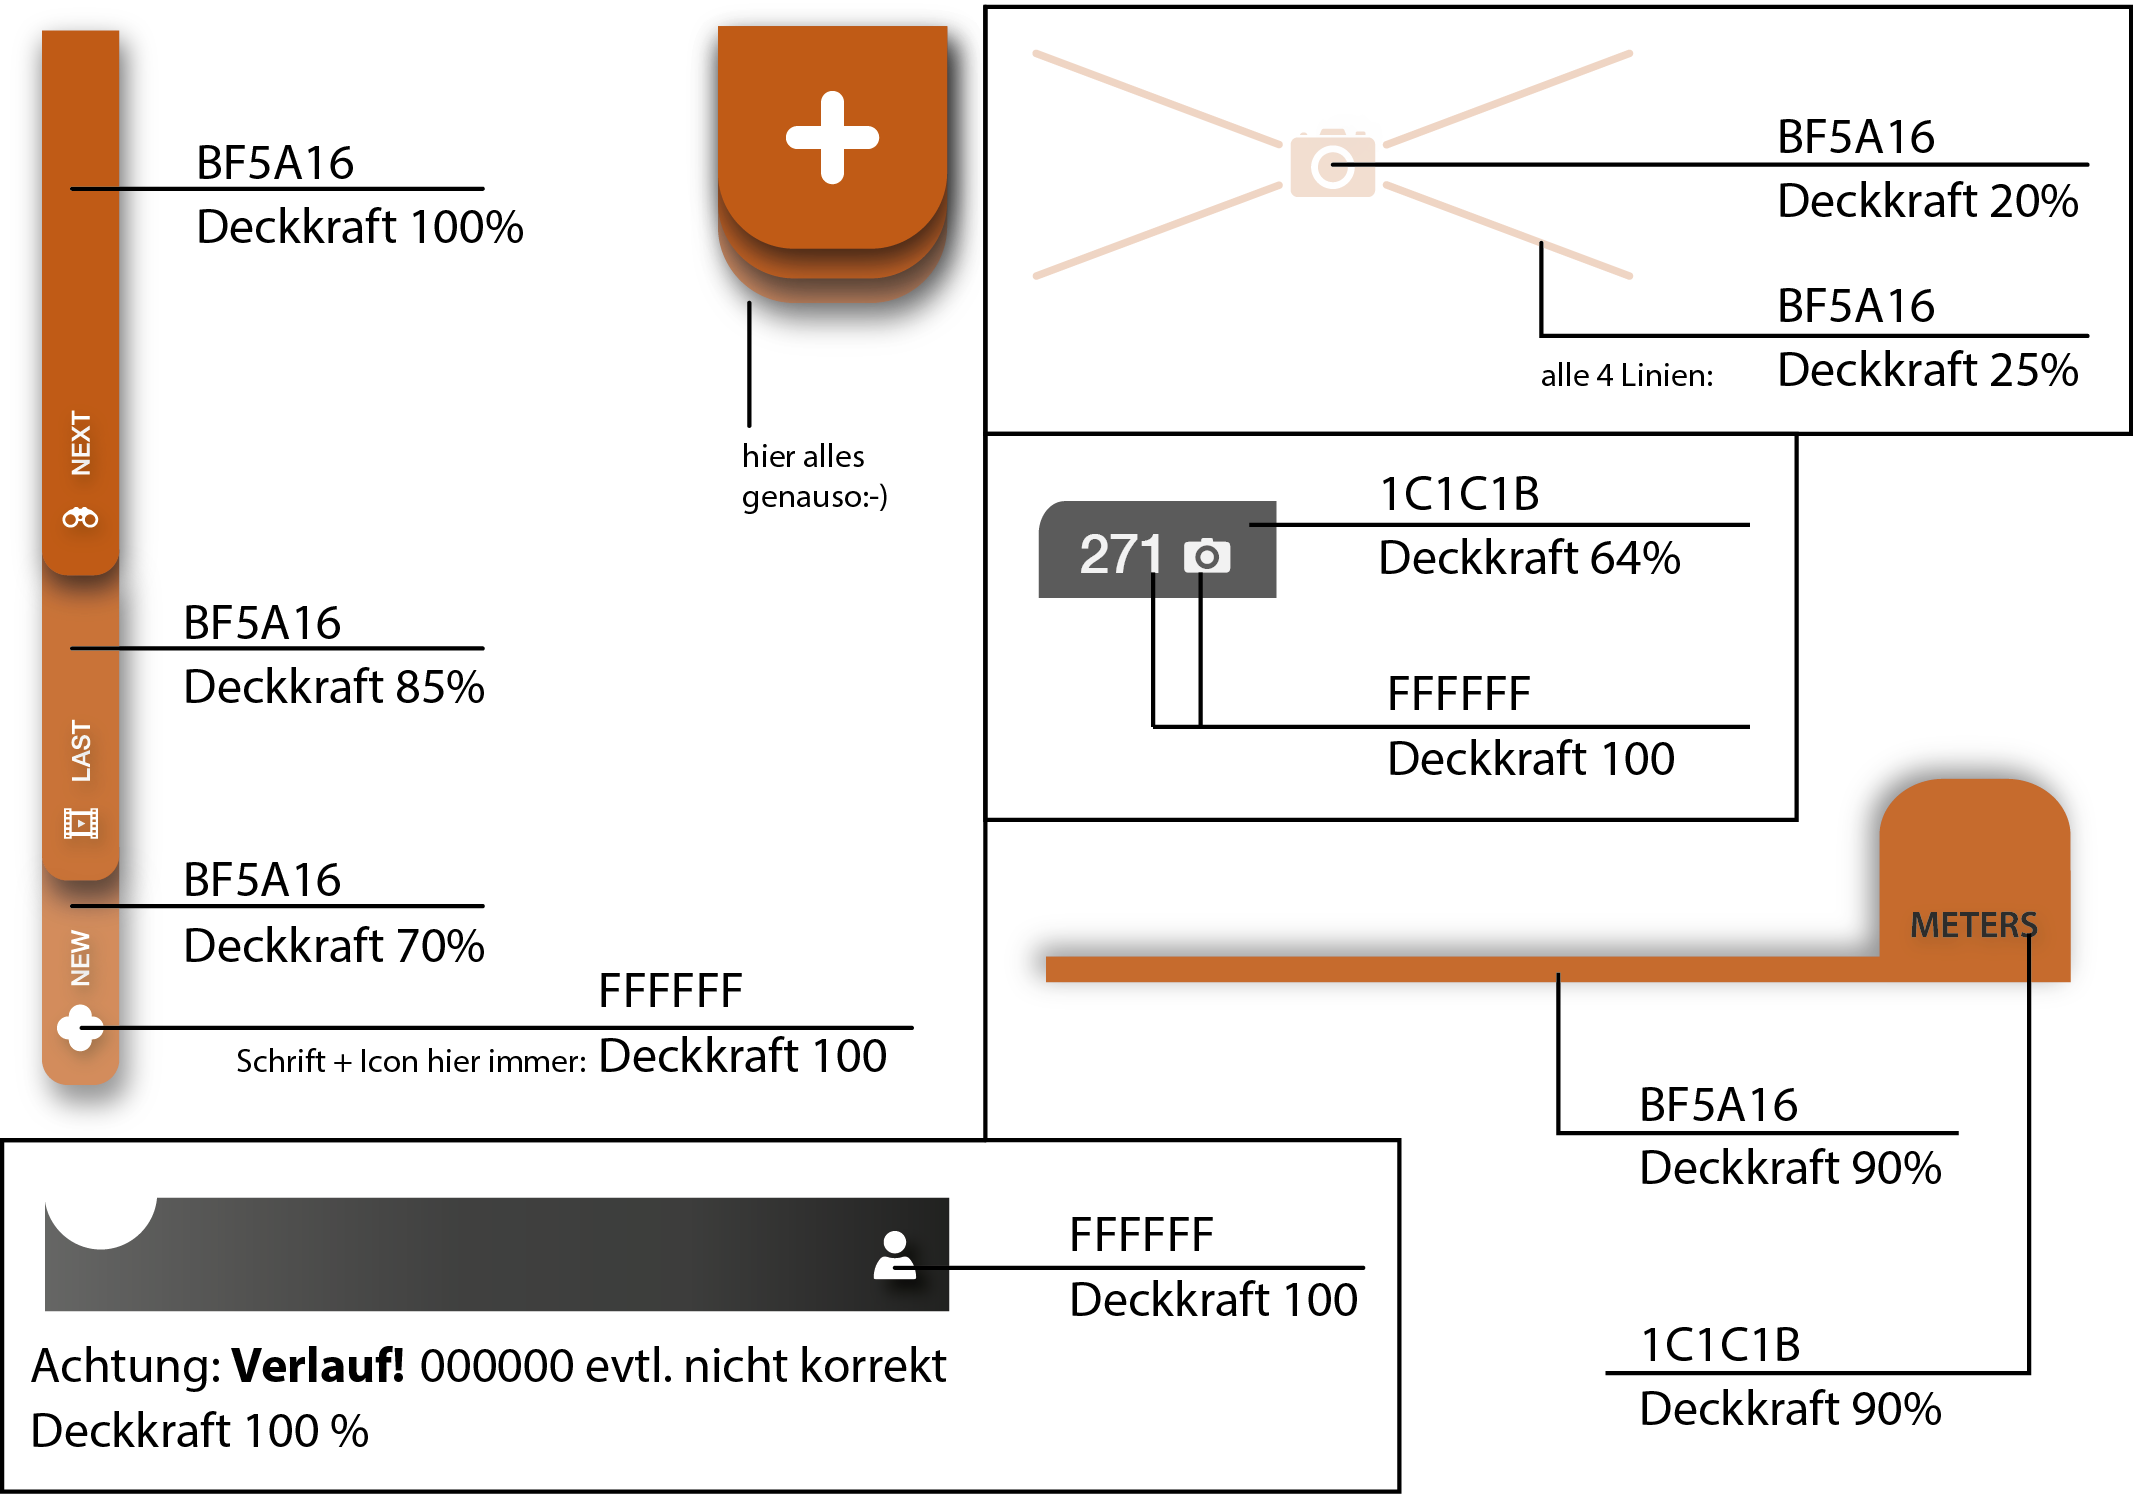 BF5A16
Deckkraft 100%
NEXT
BF5A16
Deckkraft 85%
LAST
BF5A16
Deckkraft 70%
NEW
FFFFFF
Schrift + Icon hier immer: Deckkraft 100
hier alles
genauso:-)
BF5A16
Deckkraft 20%
BF5A16
alle 4 Linien: Deckkraft 25%
271
1C1C1B
Deckkraft 64%
FFFFFF
Deckkraft 100
METERS
BF5A16
Deckkraft 90%
1C1C1B
Deckkraft 90%
FFFFFF
Deckkraft 100
Achtung: Verlauf! 000000 evtl. nicht korrekt
Deckkraft 100 %